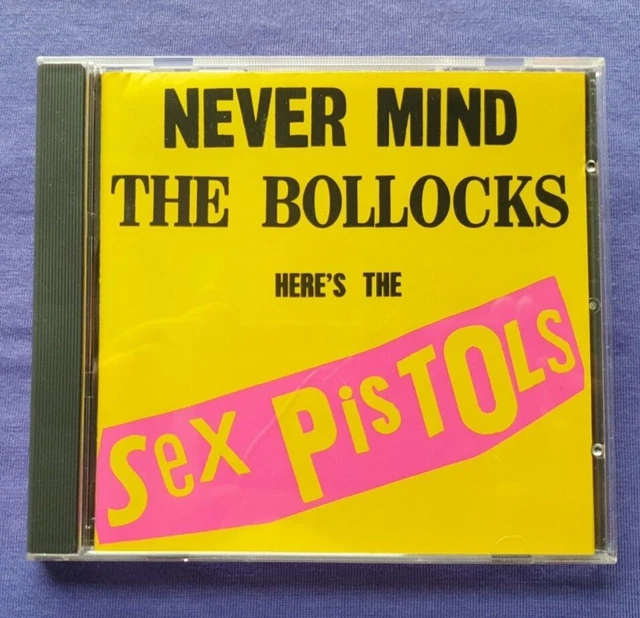 NEVER MIND
THE BOLLOCKS
HERE'S THE
Sex PisTOLS